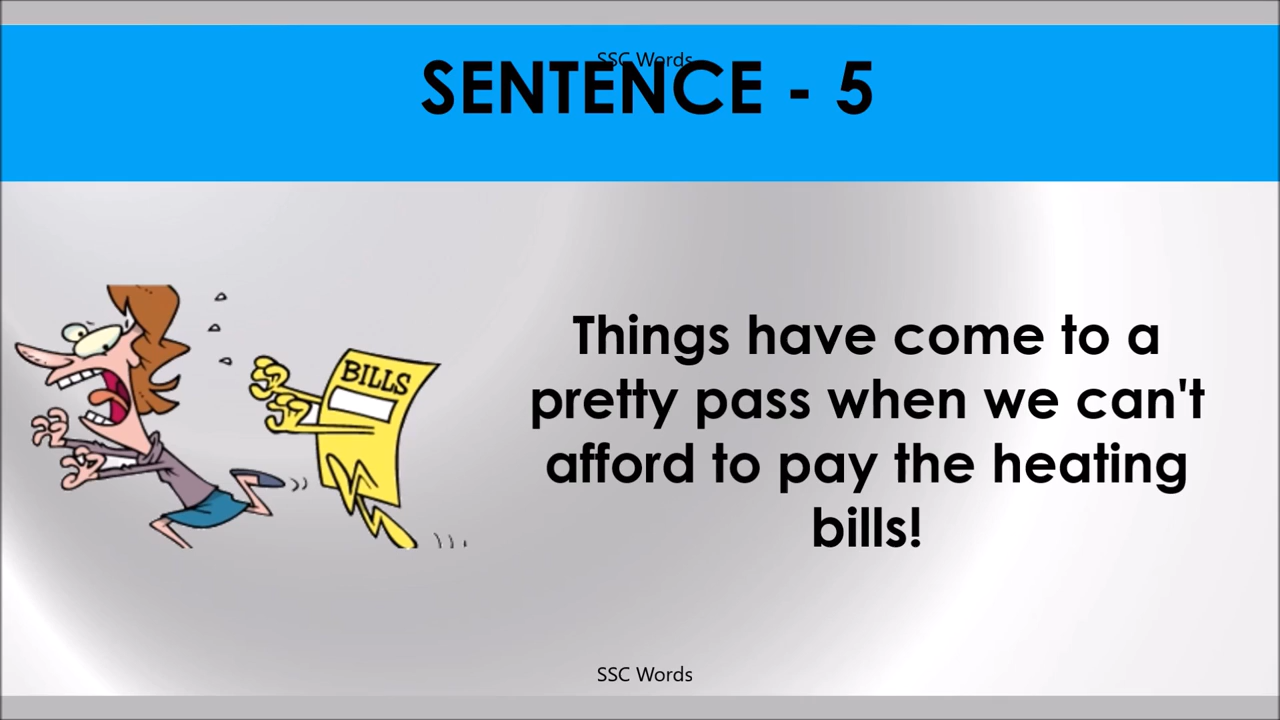 SSC Words
SENTENCE - 5
BILLS
Things have come to a
pretty pass when we can't
afford to pay the heating
bills!
SSC Words